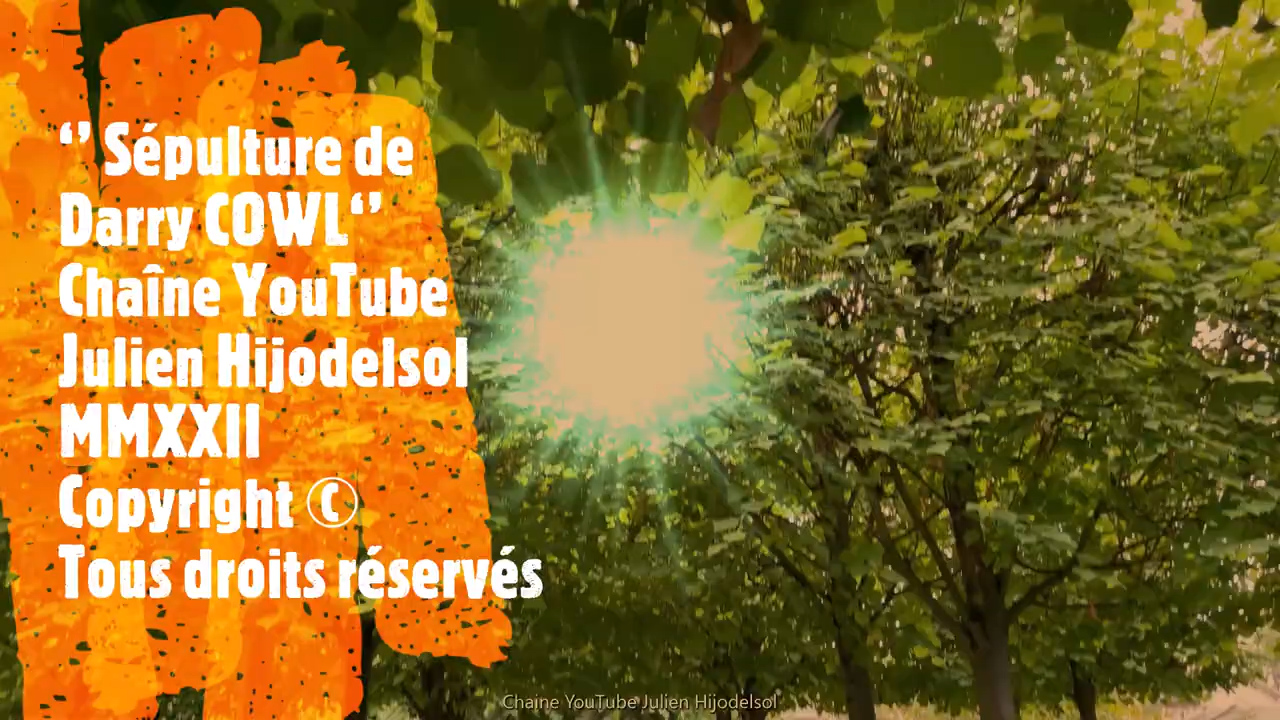 ‘’ Sépulture de
Darry COWL‘’
Chaîne YouTube
Julien Hijodelsol
MMXXII
Copyright ©
Tous droits réservés
Chaine YouTube Julien Hijodelsol